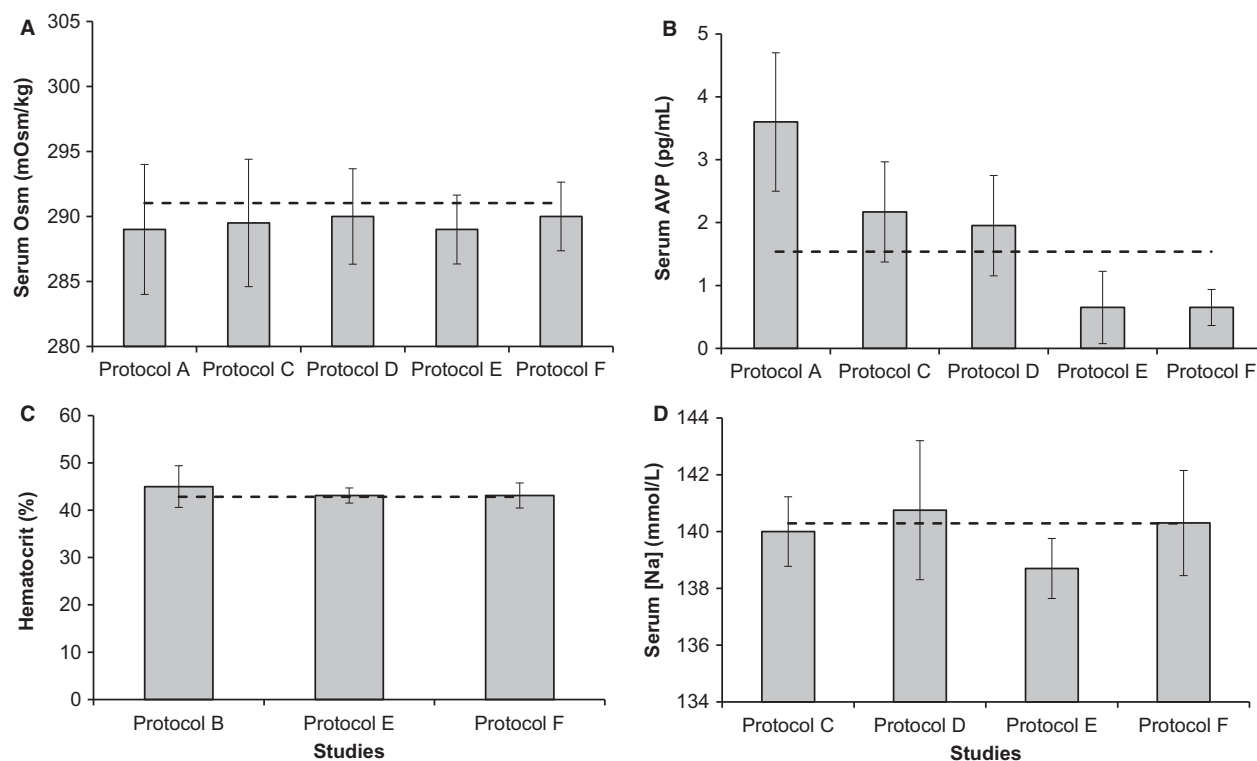 A
Serum Osm (mOsm/kg)
305
300
295
290
285
280
Protocol A Protocol C Protocol D Protocol E Protocol F
B
Serum AVP (pg/mL)
5
4
3
2
1
0
Protocol A Protocol C Protocol D Protocol E Protocol F
C
Hematocrit (%)
60
50
40
30
20
10
0
Protocol B Protocol E Protocol F
Studies
D
Serum [Na] (mmol/L)
144
142
140
138
136
134
Protocol C Protocol D Protocol E Protocol F
Studies